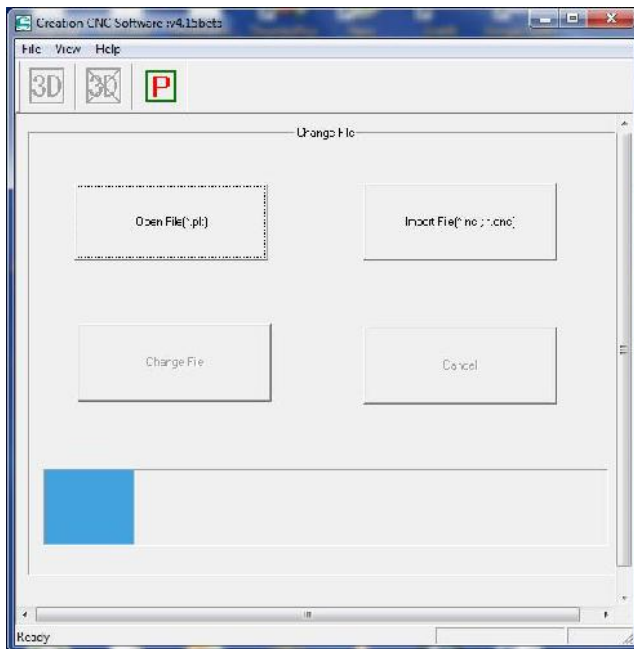 Creation CNC Software :v4.15beta
File View Help
3D 3D P
Change File
Open File(*.plt)
Import File(*.nc ; *.cnc)
Change File
Cancel
Ready